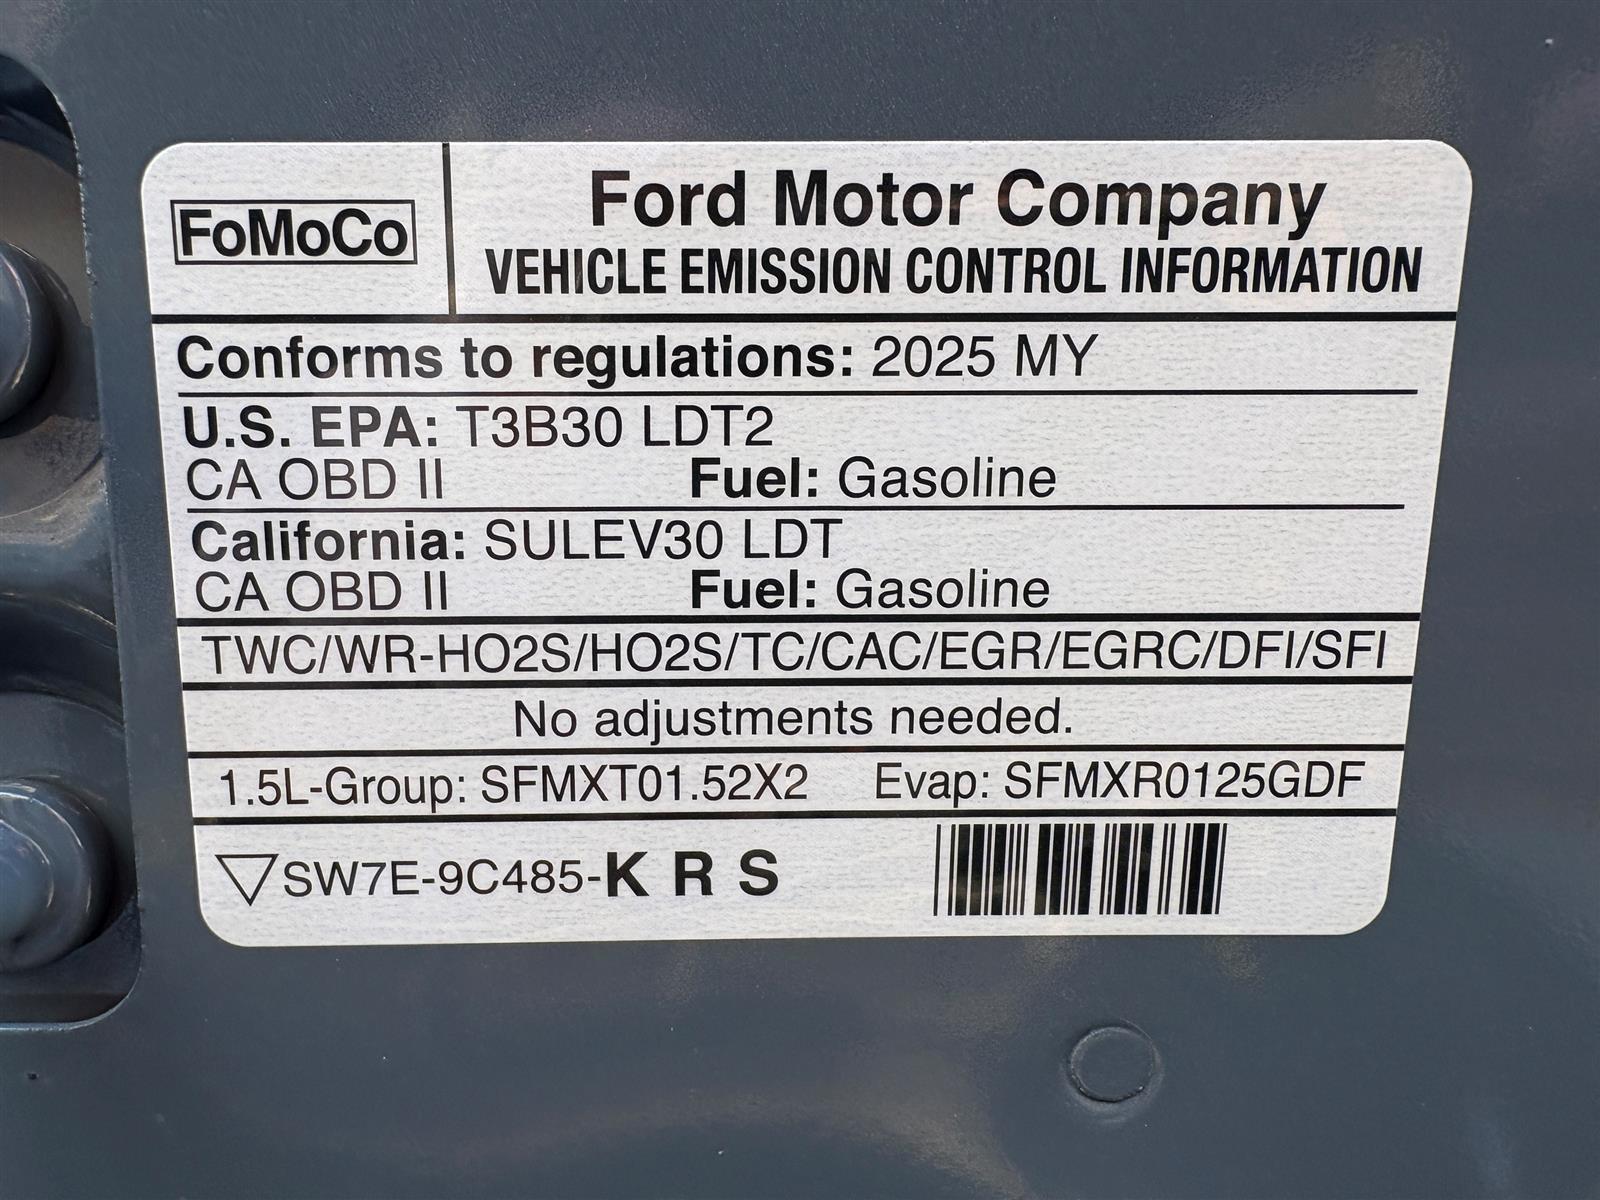 FoMoCo
Ford Motor Company
VEHICLE EMISSION CONTROL INFORMATION
Conforms to regulations: 2025 MY
U.S. EPA: T3B30 LDT2
CA OBD II Fuel: Gasoline
California: SULEV30 LDT
CA OBD II Fuel: Gasoline
TWC/WR-HO2S/HO2S/TC/CAC/EGR/EGRC/DFI/SFI
No adjustments needed.
1.5L-Group: SFMXT01.52X2 Evap: SFMXR0125GDF
SW7E-9C485-K R S